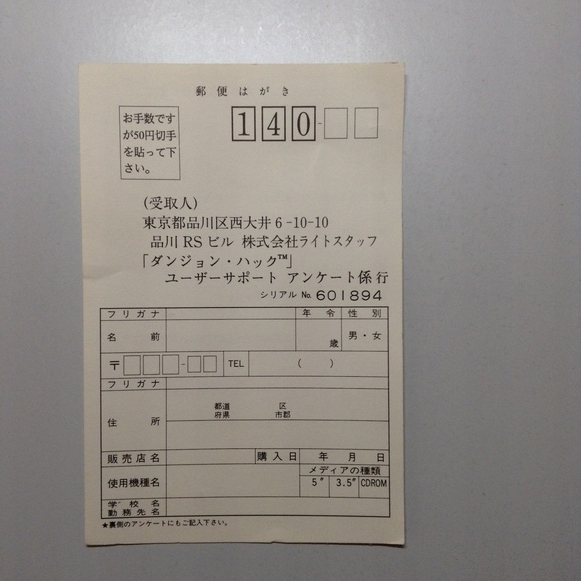 郵便はがき
お手数です
が50円切手
を貼って下
さい。
140-
(受取人)
東京都品川区西大井6-10-10
品川RSビル 株式会社ライトスタッフ
「ダンジョン・ハック™」
ユーザーサポート アンケート係行
シリアル No. 601894
フリガナ 年令 性別
名前 歳 男・女
〒 - TEL ( )
フリガナ
住所 都道府県 区市郡
販売店名 購入日 年 月 日
使用機種名 メディアの種類
5″ 3.5″ CDROM
学校名
勤務先名
★裏側のアンケートにもご記入下さい。